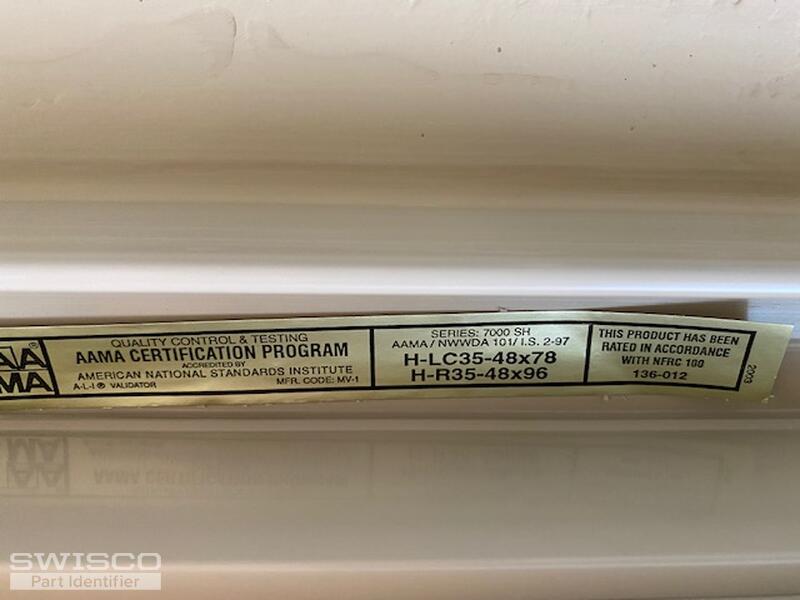 AA
MA
QUALITY CONTROL & TESTING
AAMA CERTIFICATION PROGRAM
ACCREDITED BY
AMERICAN NATIONAL STANDARDS INSTITUTE
A-L-I® VALIDATOR MFR. CODE: MV-1
SERIES: 7000 SH
AAMA / NWWDA 101/ I.S. 2-97
H-LC35-48x78
H-R35-48x96
THIS PRODUCT HAS BEEN
RATED IN ACCORDANCE
WITH NFRC 100
136-012
2003
SWISCO
Part Identifier